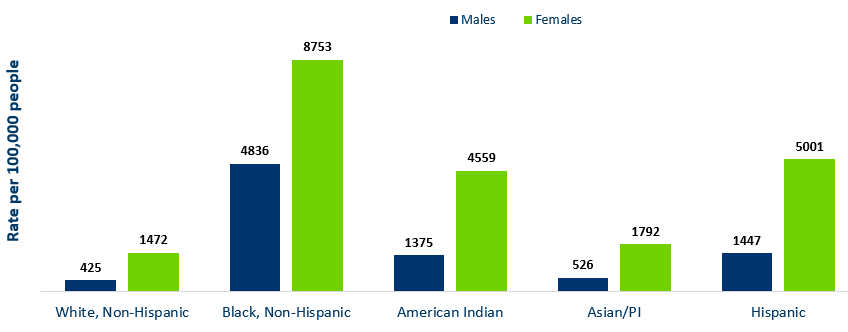 Males Females
Rate per 100,000 people
425 1472 4836 8753 1375 4559 526 1792 1447 5001
White, Non-Hispanic Black, Non-Hispanic American Indian Asian/PI Hispanic